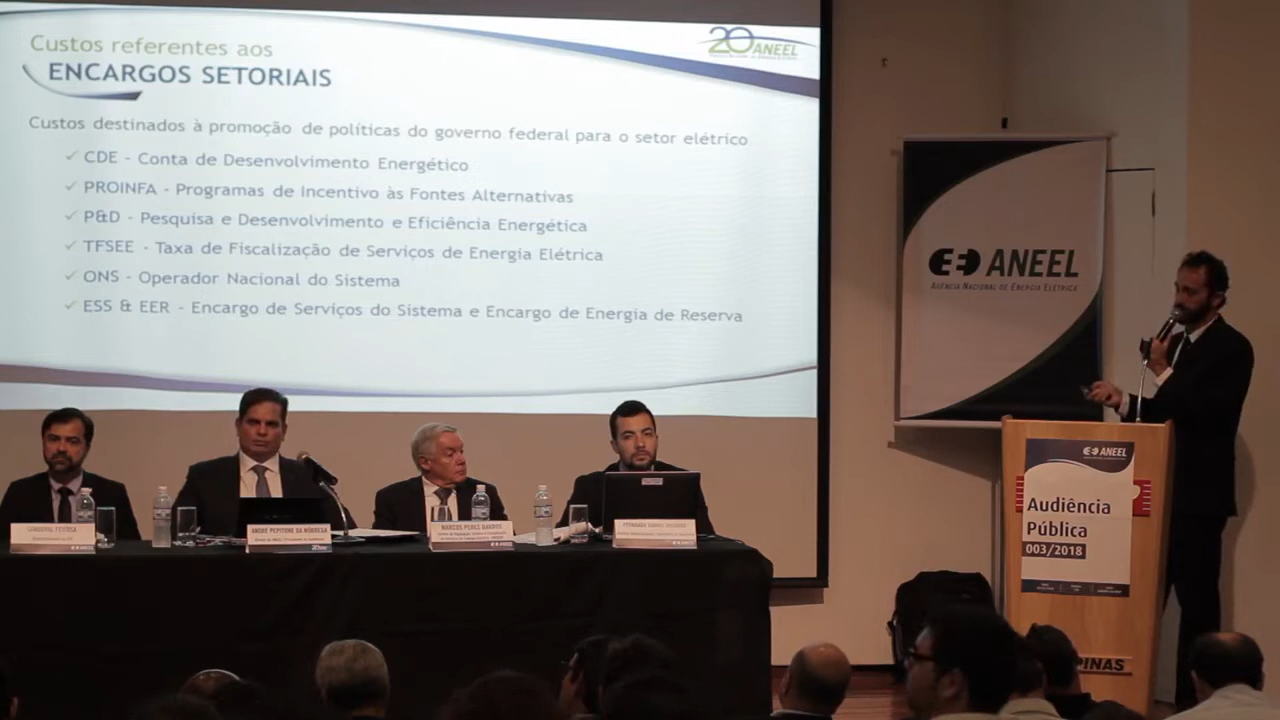 Custos referentes aos
ENCARGOS SETORIAIS
20 ANEEL
Custos destinados à promoção de políticas do governo federal para o setor elétrico
✓ CDE - Conta de Desenvolvimento Energético
✓ PROINFA - Programas de Incentivo às Fontes Alternativas
✓ P&D - Pesquisa e Desenvolvimento e Eficiência Energética
✓ TFSEE - Taxa de Fiscalização de Serviços de Energia Elétrica
✓ ONS - Operador Nacional do Sistema
✓ ESS & EER - Encargo de Serviços do Sistema e Encargo de Energia de Reserva
ANEEL
AGÊNCIA NACIONAL DE ENERGIA ELÉTRICA
ANEEL
Audiência
Pública
003/2018
SANDOVAL FEITOSA
ANDRÉ PEPITONE DA NÓBREGA
MARCOS PERES BARROS
PINAS